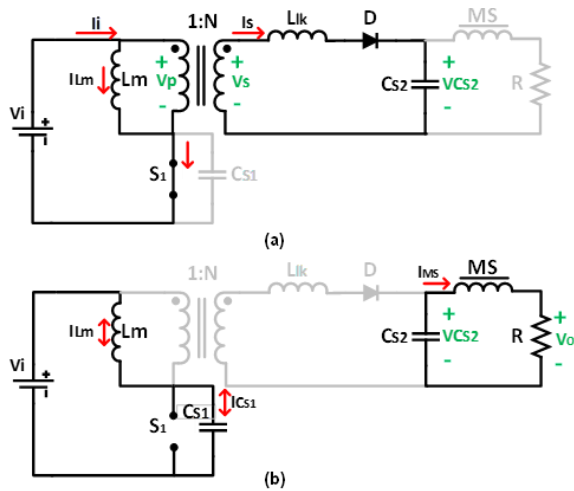 1:N
Ii
Is
Llk
D
MS
ILm
Lm
+
Vp
-
+
Vs
-
Cs2
+
VCs2
-
R
Vi
+
S1
Cs1
(a)
1:N
Llk
D
IMS
MS
ILm
Lm
Cs2
+
VCs2
-
R
+
Vo
-
Vi
+
S1
Cs1
ICs1
(b)